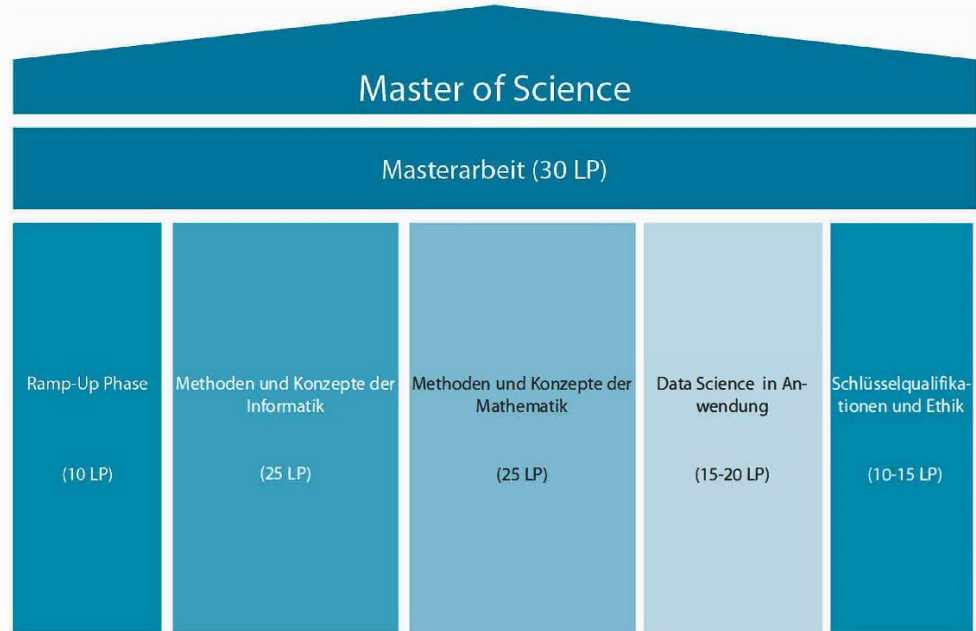 Master of Science
Masterarbeit (30 LP)
Ramp-Up Phase
(10 LP)
Methoden und Konzepte der
Informatik
(25 LP)
Methoden und Konzepte der
Mathematik
(25 LP)
Data Science in An-
wendung
(15-20 LP)
Schlüsselqualifika-
tionen und Ethik
(10-15 LP)